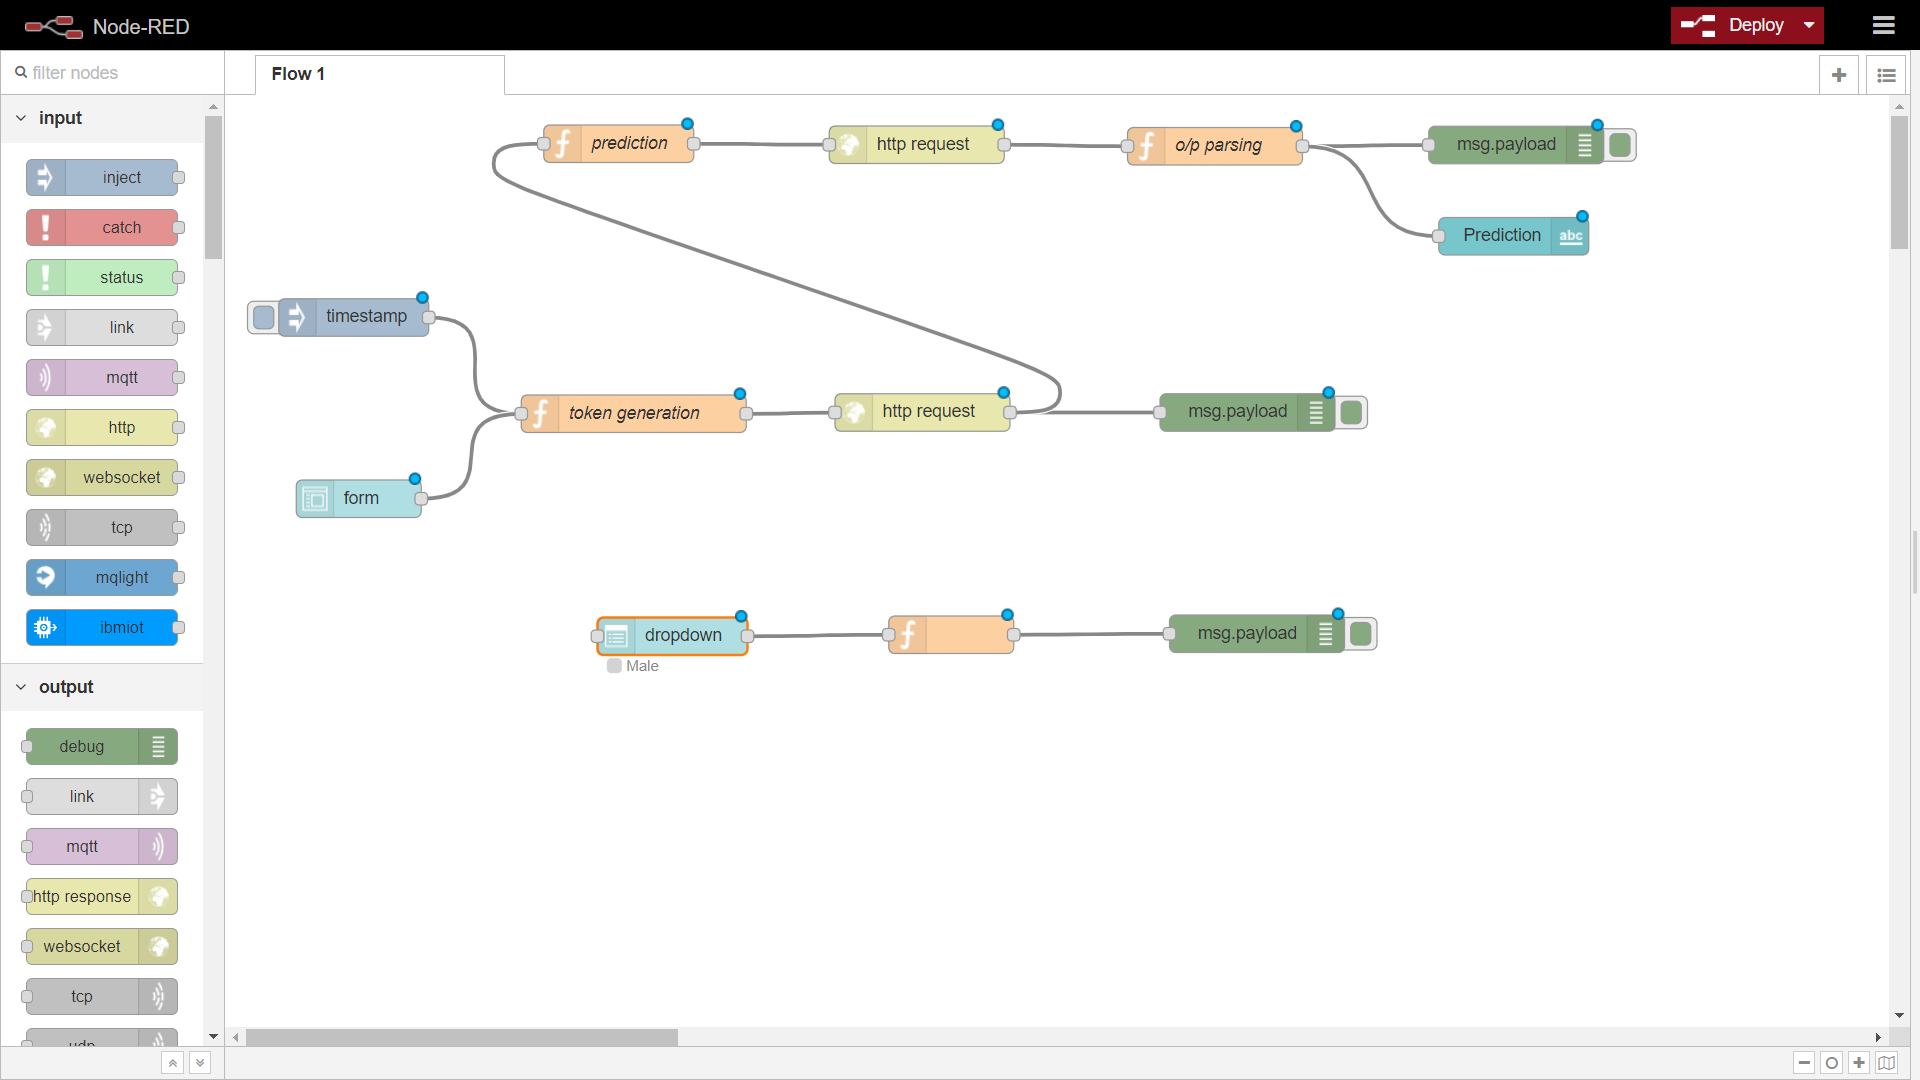 Node-RED
Deploy
filter nodes
Flow 1
input
inject
catch
status
link
mqtt
http
websocket
tcp
mqlight
ibmiot
output
debug
link
mqtt
http response
websocket
tcp
udp
prediction
http request
o/p parsing
msg.payload
Prediction
abc
timestamp
token generation
http request
msg.payload
form
dropdown
Male
msg.payload